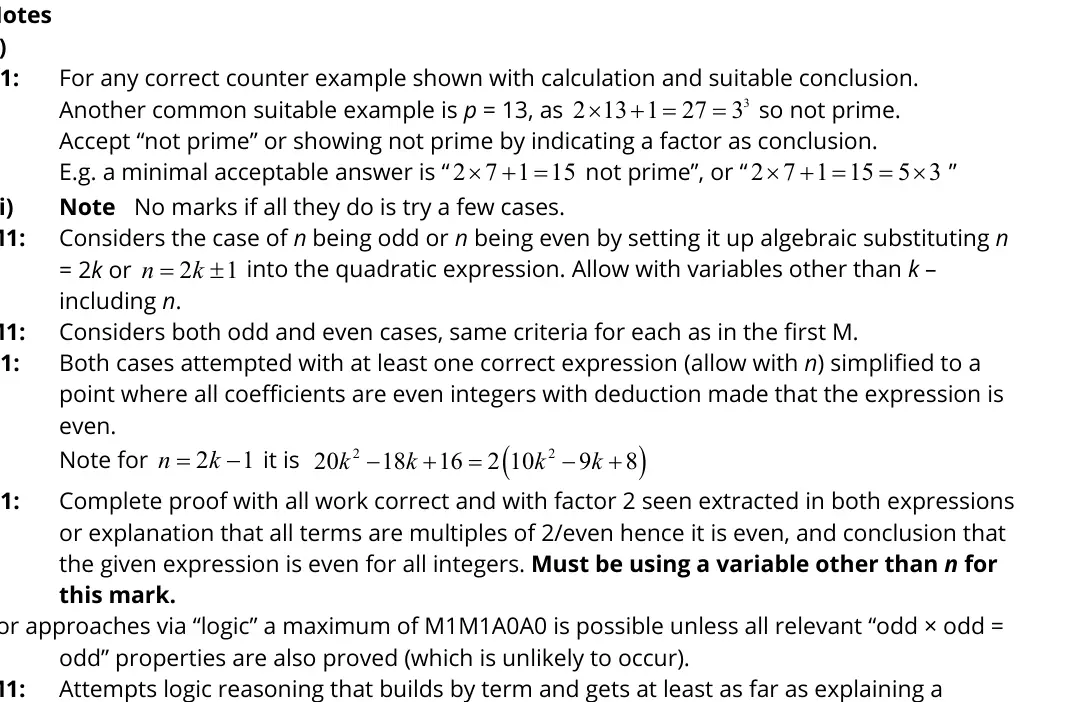 Notes
i)
1: For any correct counter example shown with calculation and suitable conclusion.
Another common suitable example is p = 13, as 2×13+1=27=3³ so not prime.
Accept “not prime” or showing not prime by indicating a factor as conclusion.
E.g. a minimal acceptable answer is “2×7+1=15 not prime”, or “2×7+1=15=5×3 ”
i) Note No marks if all they do is try a few cases.
M1: Considers the case of n being odd or n being even by setting it up algebraic substituting n
= 2k or n = 2k ±1 into the quadratic expression. Allow with variables other than k –
including n.
M1: Considers both odd and even cases, same criteria for each as in the first M.
1: Both cases attempted with at least one correct expression (allow with n) simplified to a
point where all coefficients are even integers with deduction made that the expression is
even.
Note for n = 2k −1 it is 20k² −18k +16 = 2(10k² −9k +8)
1: Complete proof with all work correct and with factor 2 seen extracted in both expressions
or explanation that all terms are multiples of 2/even hence it is even, and conclusion that
the given expression is even for all integers. Must be using a variable other than n for
this mark.
or approaches via “logic” a maximum of M1M1A0A0 is possible unless all relevant “odd × odd =
odd” properties are also proved (which is unlikely to occur).
M1: Attempts logic reasoning that builds by term and gets at least as far as explaining a